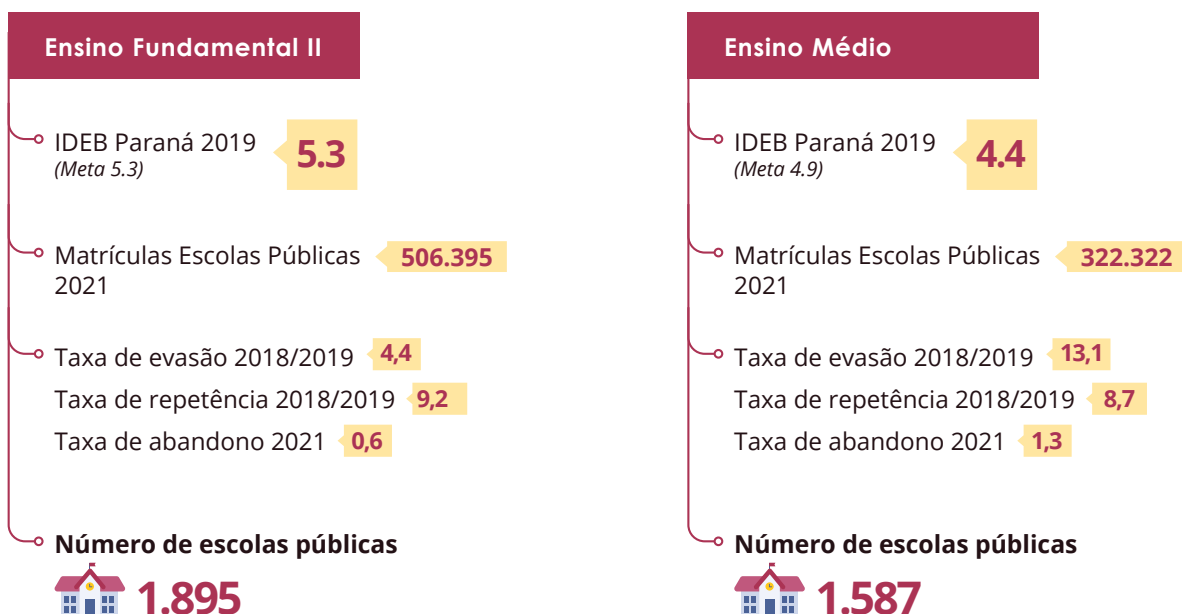 Ensino Fundamental II
IDEB Paraná 2019
(Meta 5.3)
5.3
Matrículas Escolas Públicas
2021
506.395
Taxa de evasão 2018/2019 4,4
Taxa de repetência 2018/2019 9,2
Taxa de abandono 2021 0,6
Número de escolas públicas
1.895
Ensino Médio
IDEB Paraná 2019
(Meta 4.9)
4.4
Matrículas Escolas Públicas
2021
322.322
Taxa de evasão 2018/2019 13,1
Taxa de repetência 2018/2019 8,7
Taxa de abandono 2021 1,3
Número de escolas públicas
1.587